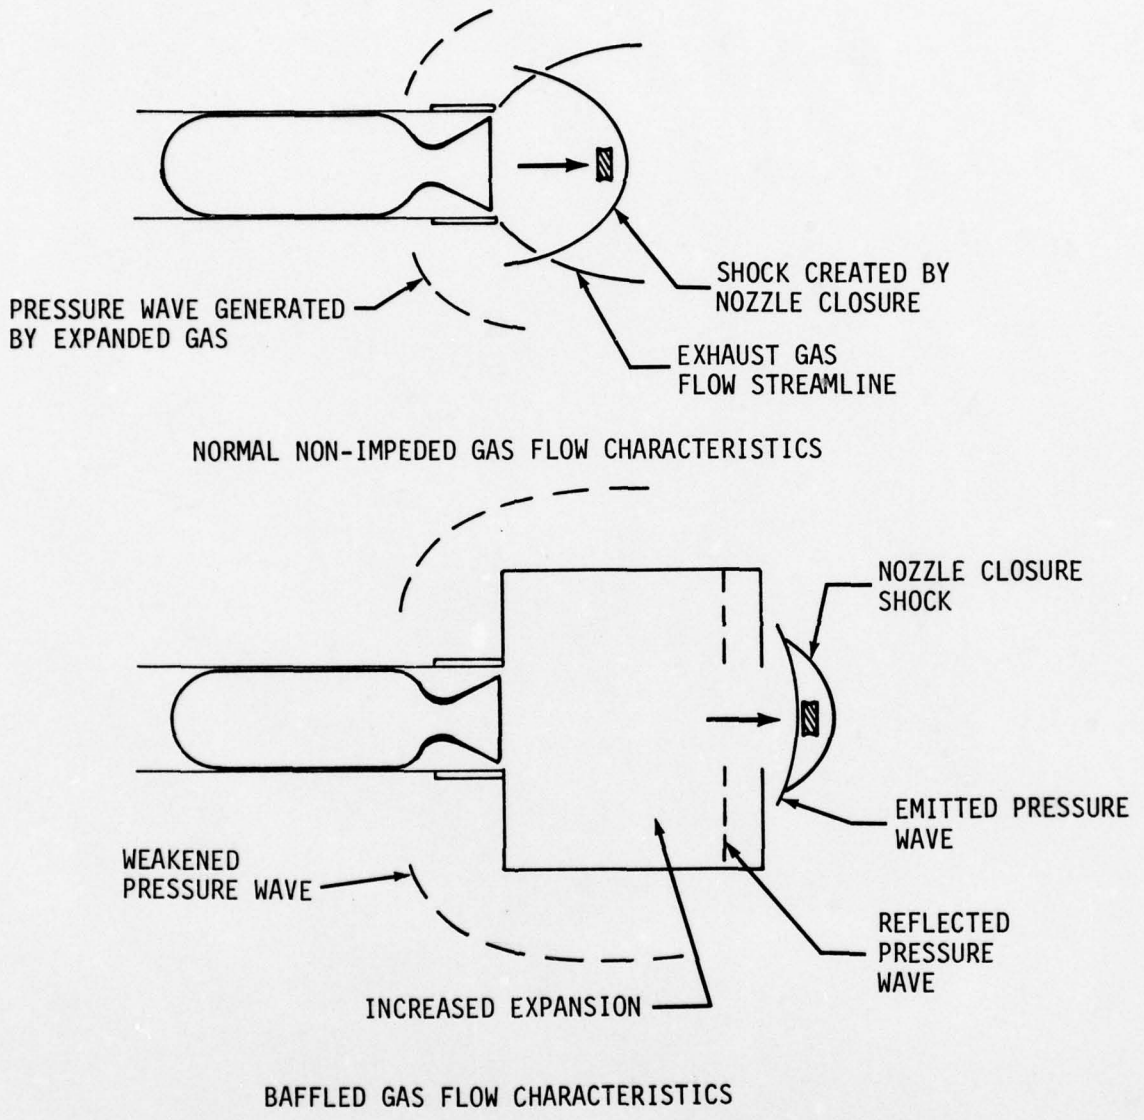 SHOCK CREATED BY
NOZZLE CLOSURE
PRESSURE WAVE GENERATED
BY EXPANDED GAS
EXHAUST GAS
FLOW STREAMLINE
NORMAL NON-IMPEDED GAS FLOW CHARACTERISTICS
NOZZLE CLOSURE
SHOCK
EMITTED PRESSURE
WAVE
WEAKENED
PRESSURE WAVE
REFLECTED
PRESSURE
WAVE
INCREASED EXPANSION
BAFFLED GAS FLOW CHARACTERISTICS